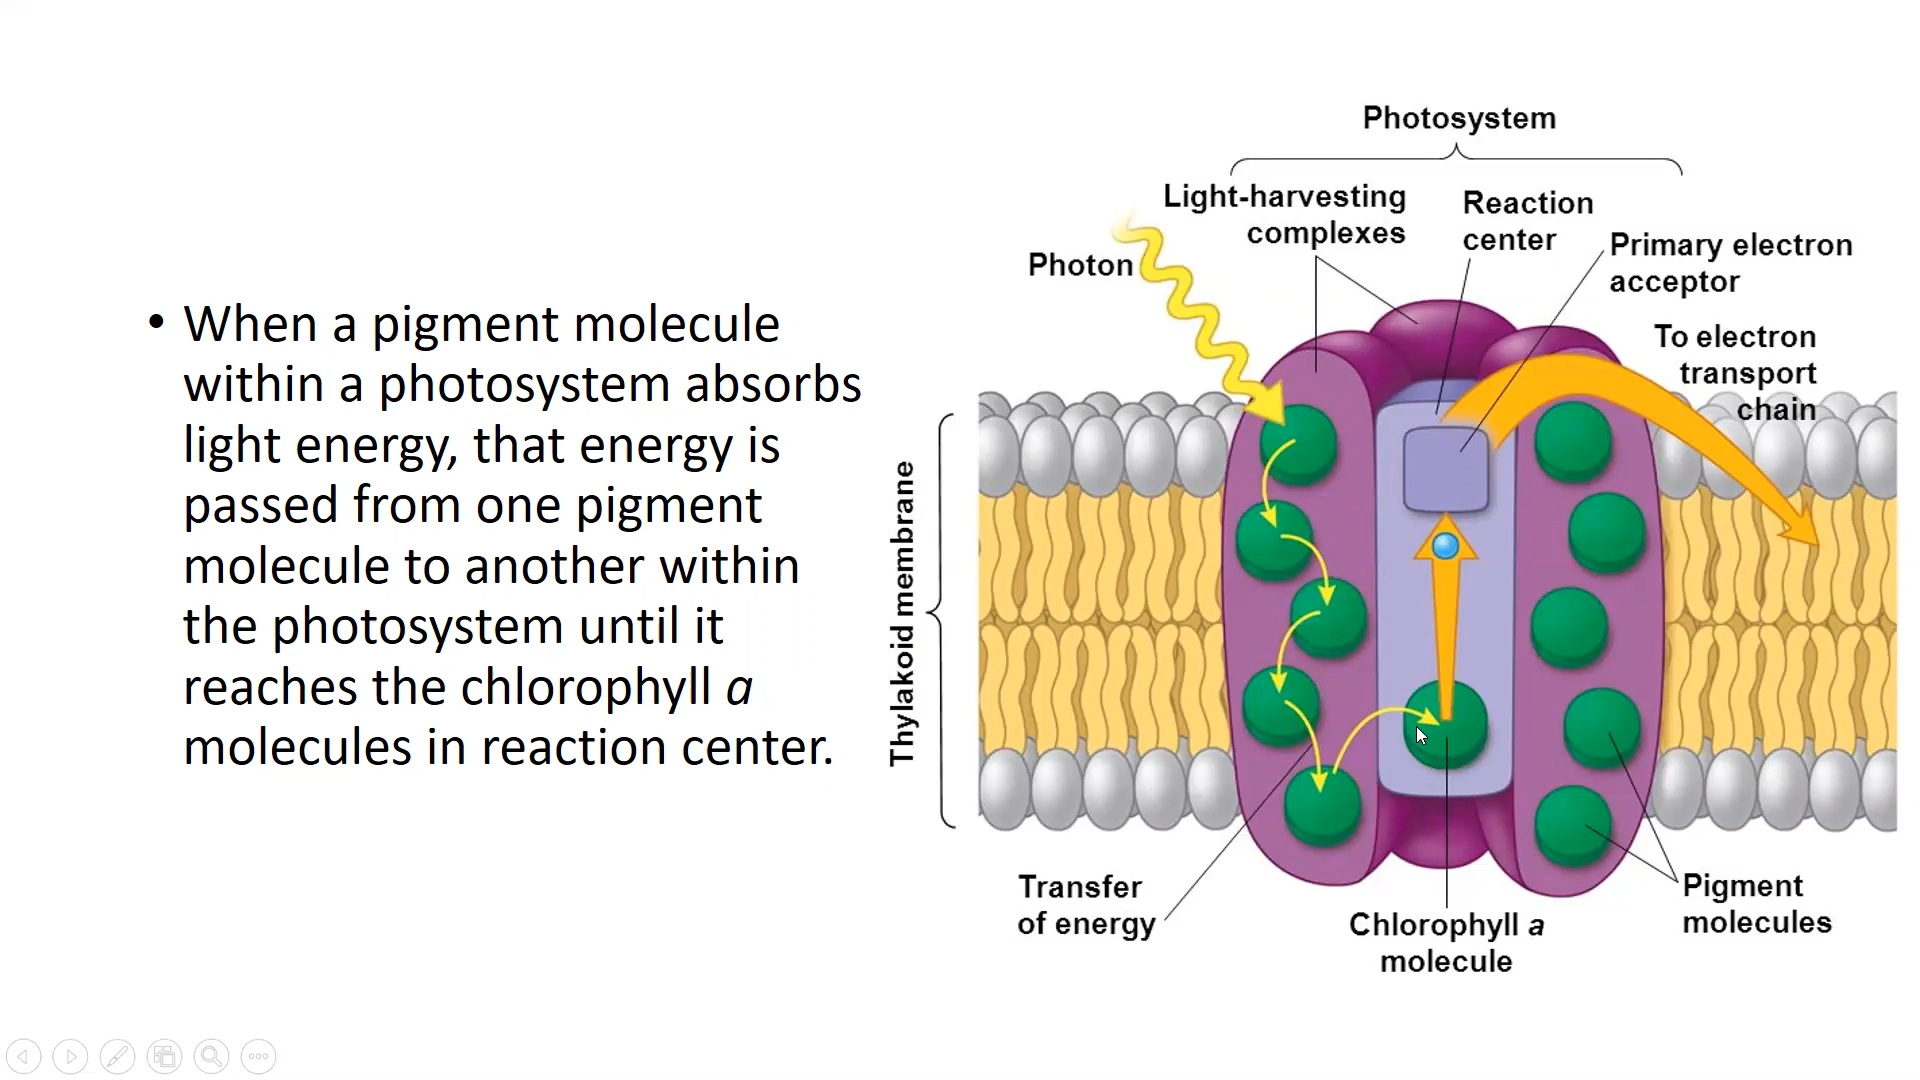 • When a pigment molecule
within a photosystem absorbs
light energy, that energy is
passed from one pigment
molecule to another within
the photosystem until it
reaches the chlorophyll a
molecules in reaction center.
Photosystem
Light-harvesting
complexes
Reaction
center
Primary electron
acceptor
Photon
To electron
transport
chain
Thylakoid membrane
Transfer
of energy
Chlorophyll a
molecule
Pigment
molecules